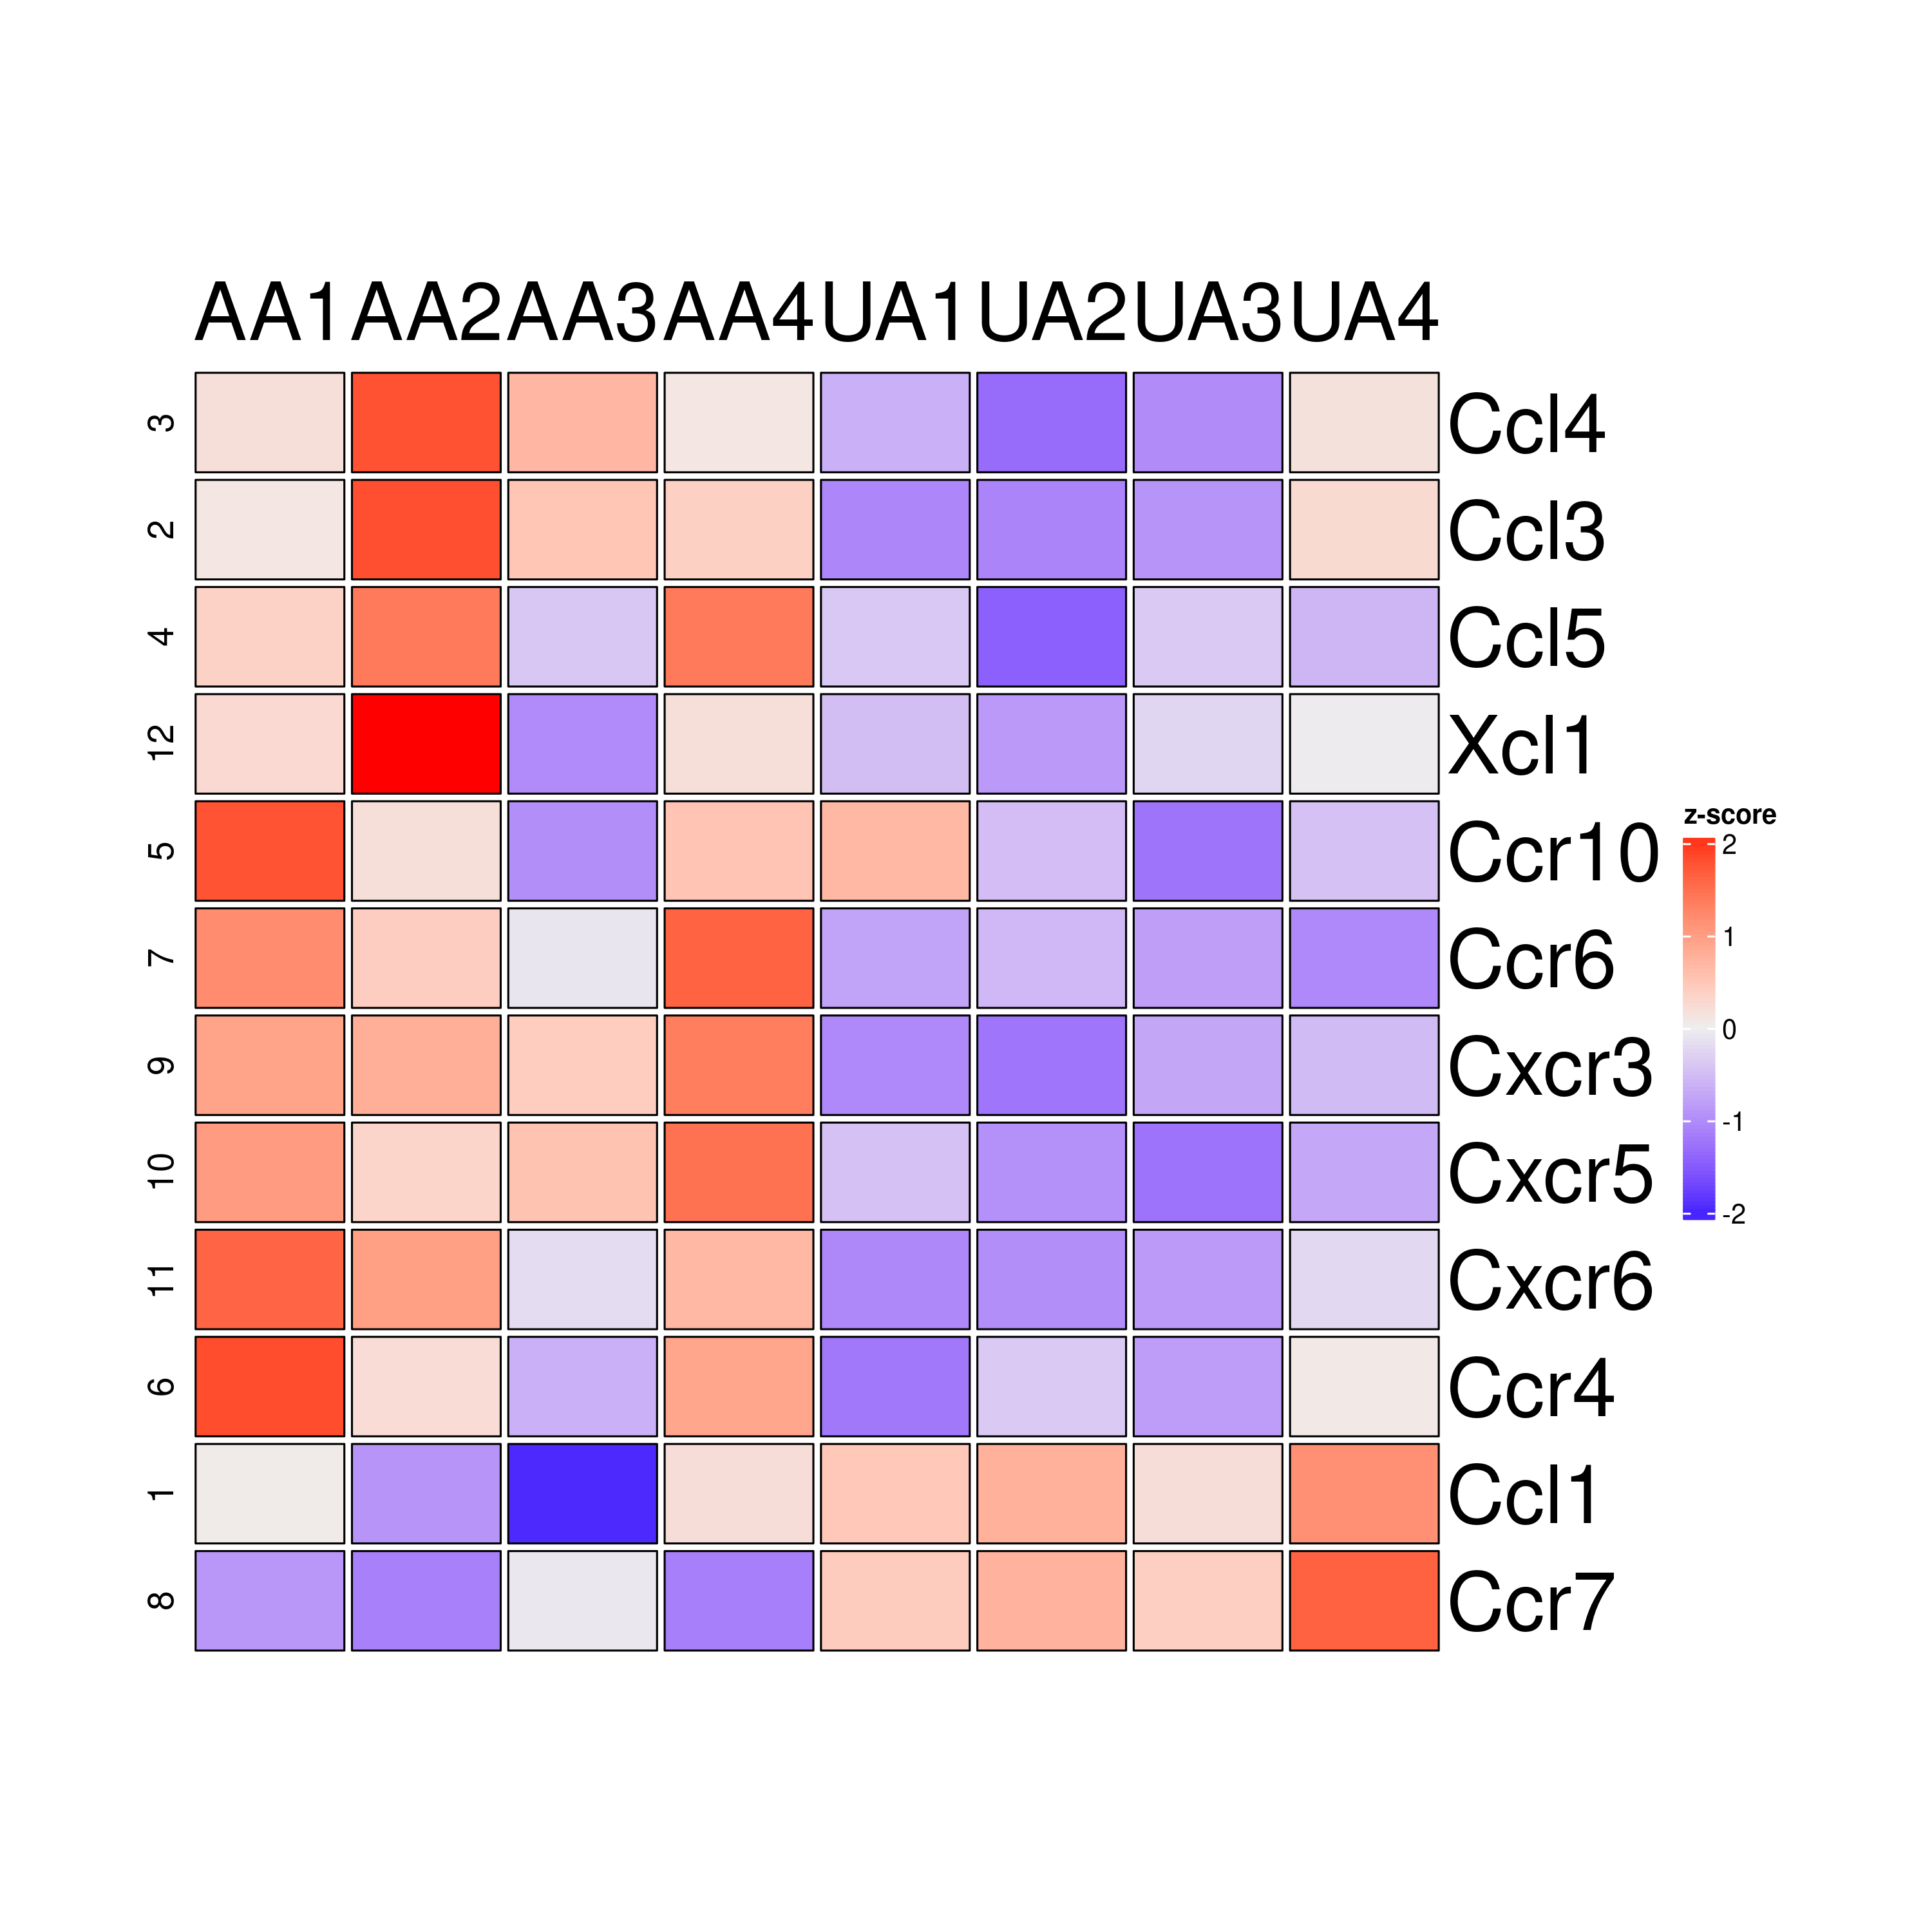 AA1 AA2 AA3 AA4 UA1 UA2 UA3 UA4
3 Ccl4
2 Ccl3
4 Ccl5
12 Xcl1
5 Ccr10
7 Ccr6
9 Cxcr3
10 Cxcr5
11 Cxcr6
6 Ccr4
1 Ccl1
8 Ccr7
z-score
2
1
0
-1
-2